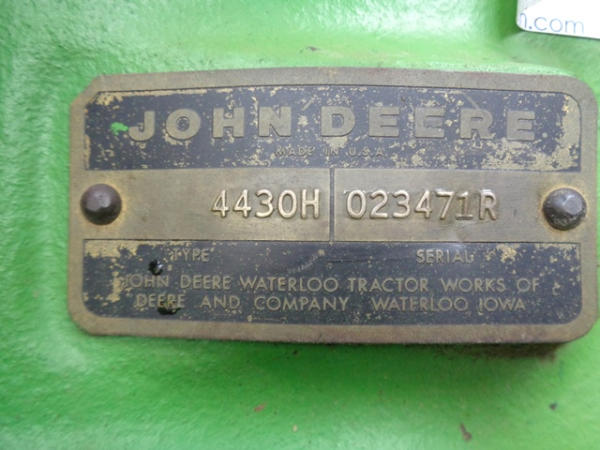 n.com
JOHN DEERE
MADE IN U.S.A.
4430H 023471R
TYPE SERIAL
JOHN DEERE WATERLOO TRACTOR WORKS OF
DEERE AND COMPANY WATERLOO IOWA